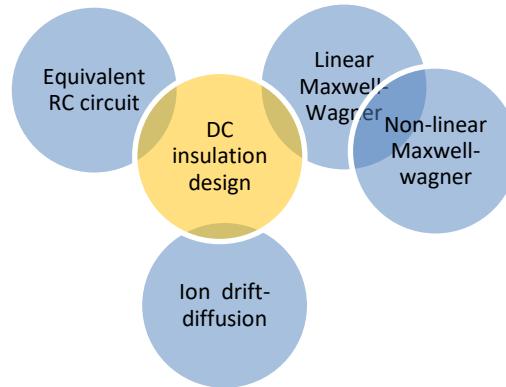 Equivalent
RC circuit
Linear
Maxwell-
Wagner
DC
insulation
design
Non-linear
Maxwell-
wagner
Ion drift-
diffusion